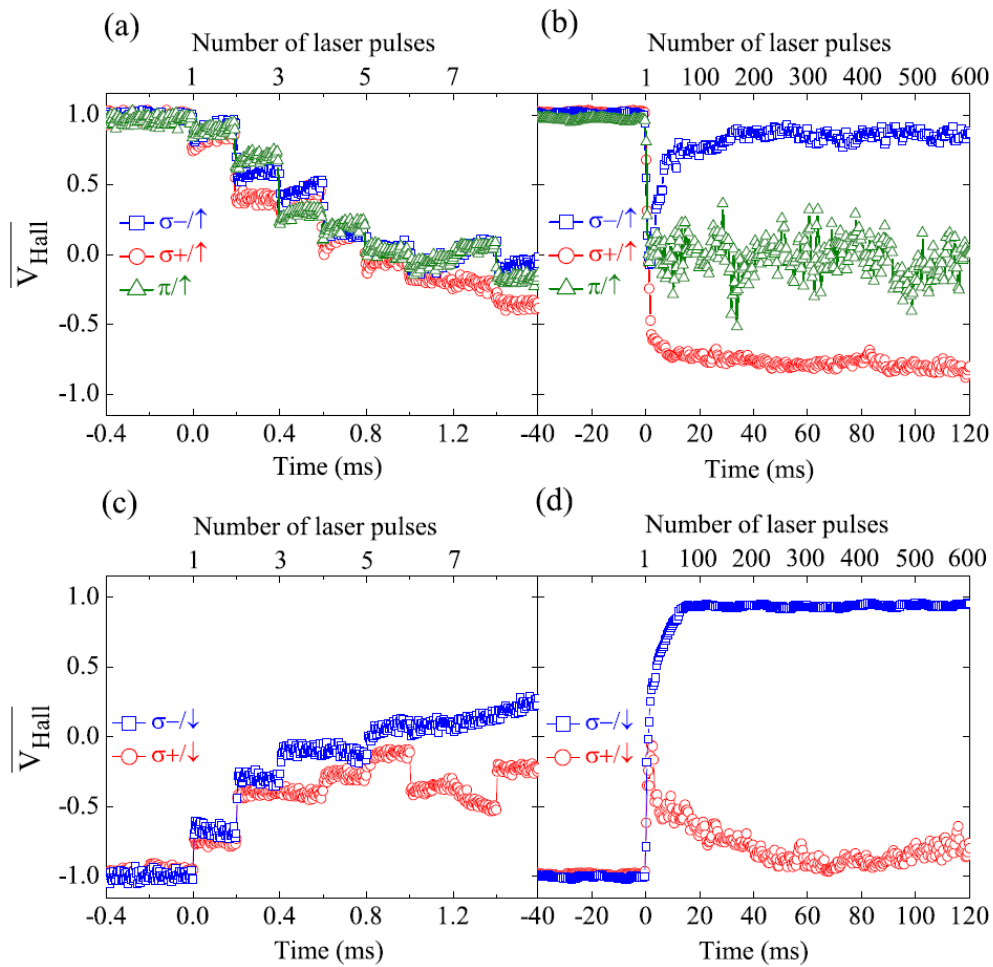 (a)
(b)
Number of laser pulses
Number of laser pulses
1 3 5 7
1 100 200 300 400 500 600
1.0
0.5
0.0
-0.5
-1.0
V_Hall
σ−/↑
σ+/↑
π/↑
σ−/↑
σ+/↑
π/↑
-0.4 0.0 0.4 0.8 1.2 -40 -20 0 20 40 60 80 100 120
Time (ms)
Time (ms)
(c)
(d)
Number of laser pulses
Number of laser pulses
1 3 5 7
1 100 200 300 400 500 600
1.0
0.5
0.0
-0.5
-1.0
V_Hall
σ−/↓
σ+/↓
σ−/↓
σ+/↓
-0.4 0.0 0.4 0.8 1.2 -40 -20 0 20 40 60 80 100 120
Time (ms)
Time (ms)